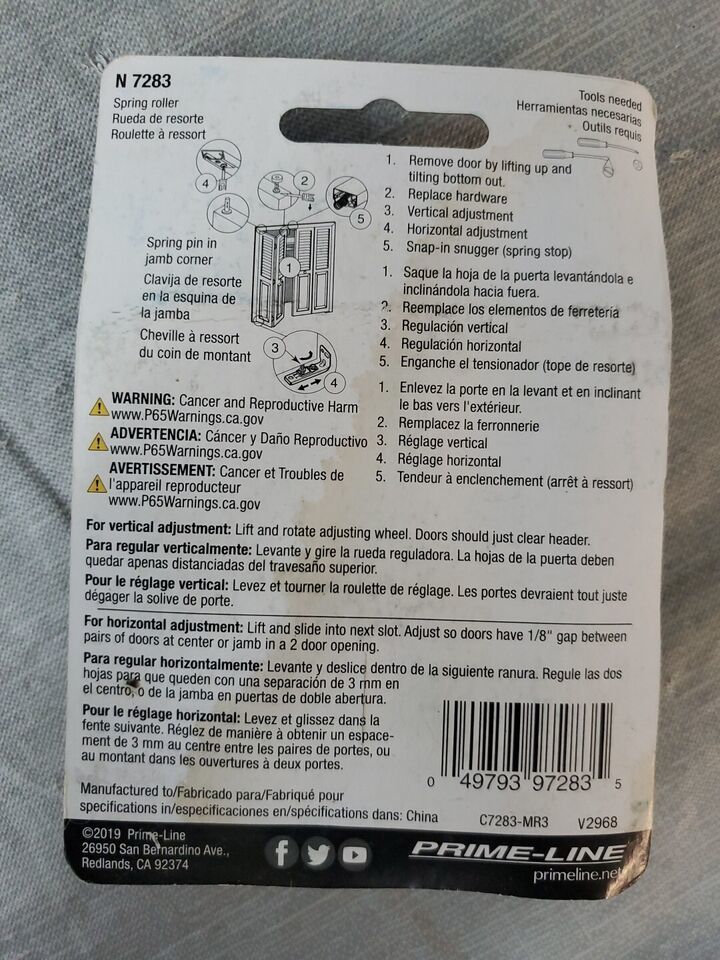 N 7283
Spring roller
Rueda de resorte
Roulette à ressort
Tools needed
Herramientas necesarias
Outils requis
4
2
5
1
3
4
Spring pin in
jamb corner
Clavija de resorte
en la esquina de
la jamba
Cheville à ressort
du coin de montant
1. Remove door by lifting up and
tilting bottom out.
2. Replace hardware
3. Vertical adjustment
4. Horizontal adjustment
5. Snap-in snugger (spring stop)
1. Saque la hoja de la puerta levantándola e
inclinándola hacia fuera.
2. Reemplace los elementos de ferretería
3. Regulación vertical
4. Regulación horizontal
5. Enganche el tensionador (tope de resorte)
1. Enlevez la porte en la levant et en inclinant
le bas vers l'extérieur.
2. Remplacez la ferronnerie
3. Réglage vertical
4. Réglage horizontal
5. Tendeur à enclenchement (arrêt à ressort)
WARNING: Cancer and Reproductive Harm
www.P65Warnings.ca.gov
ADVERTENCIA: Cáncer y Daño Reproductivo
www.P65Warnings.ca.gov
AVERTISSEMENT: Cancer et Troubles de
l'appareil reproducteur
www.P65Warnings.ca.gov
For vertical adjustment: Lift and rotate adjusting wheel. Doors should just clear header.
Para regular verticalmente: Levante y gire la rueda reguladora. La hojas de la puerta deben
quedar apenas distanciadas del travesaño superior.
Pour le réglage vertical: Levez et tourner la roulette de réglage. Les portes devraient tout juste
dégager la solive de porte.
For horizontal adjustment: Lift and slide into next slot. Adjust so doors have 1/8" gap between
pairs of doors at center or jamb in a 2 door opening.
Para regular horizontalmente: Levante y deslice dentro de la siguiente ranura. Regule las dos
hojas para que queden con una separación de 3 mm en
el centro, o de la jamba en puertas de doble abertura.
Pour le réglage horizontal: Levez et glissez dans la
fente suivante. Réglez de manière à obtenir un espace-
ment de 3 mm au centre entre les paires de portes, ou
au montant dans les ouvertures à deux portes.
0 49793 97283 5
Manufactured to/Fabricado para/Fabriqué pour
specifications in/especificaciones en/spécifications dans: China
C7283-MR3 V2968
©2019 Prime-Line
26950 San Bernardino Ave.,
Redlands, CA 92374
PRIME-LINE
primeline.net